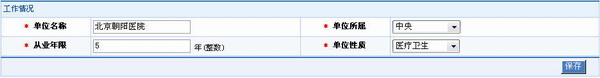 工作情况
* 单位名称 北京朝阳医院 * 单位所属 中央
* 从业年限 5 年(整数) * 单位性质 医疗卫生
保存